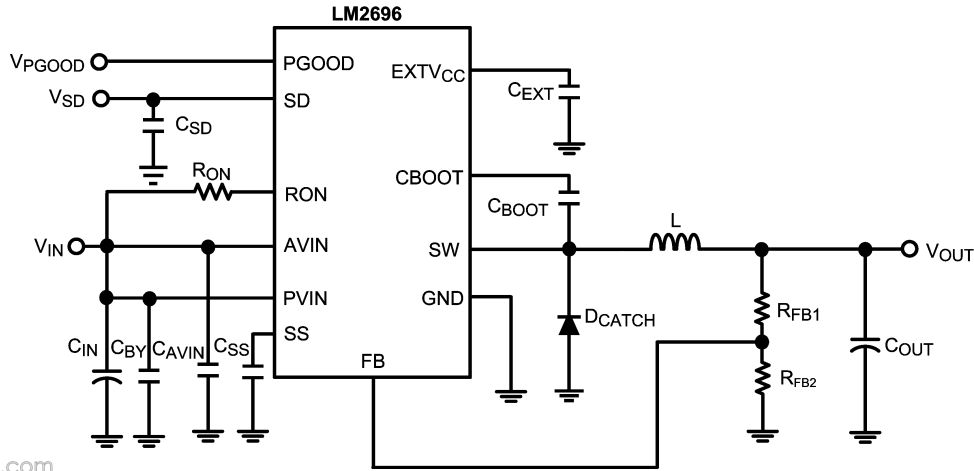 LM2696
VPGOOD
PGOOD
EXTVCC
CEXT
VSD
SD
CSD
RON
RON
CBOOT
CBOOT
VIN
AVIN
SW
L
VOUT
PVIN
GND
DCATCH
RFB1
CIN
CBY
CAVIN
CSS
SS
FB
COUT
RFB2
.com